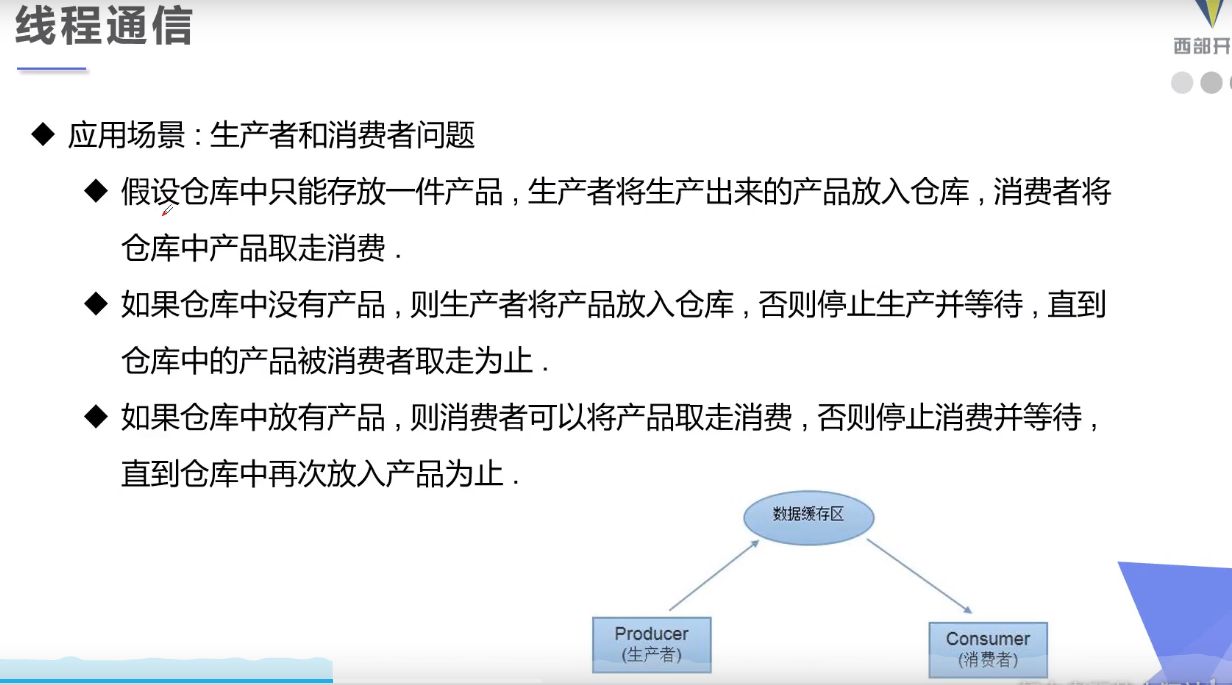 线程通信
西部开
应用场景 : 生产者和消费者问题
假设仓库中只能存放一件产品 , 生产者将生产出来的产品放入仓库 , 消费者将
仓库中产品取走消费 .
如果仓库中没有产品 , 则生产者将产品放入仓库 , 否则停止生产并等待 , 直到
仓库中的产品被消费者取走为止 .
如果仓库中放有产品 , 则消费者可以将产品取走消费 , 否则停止消费并等待 ,
直到仓库中再次放入产品为止 .
数据缓存区
Producer
(生产者)
Consumer
(消费者)